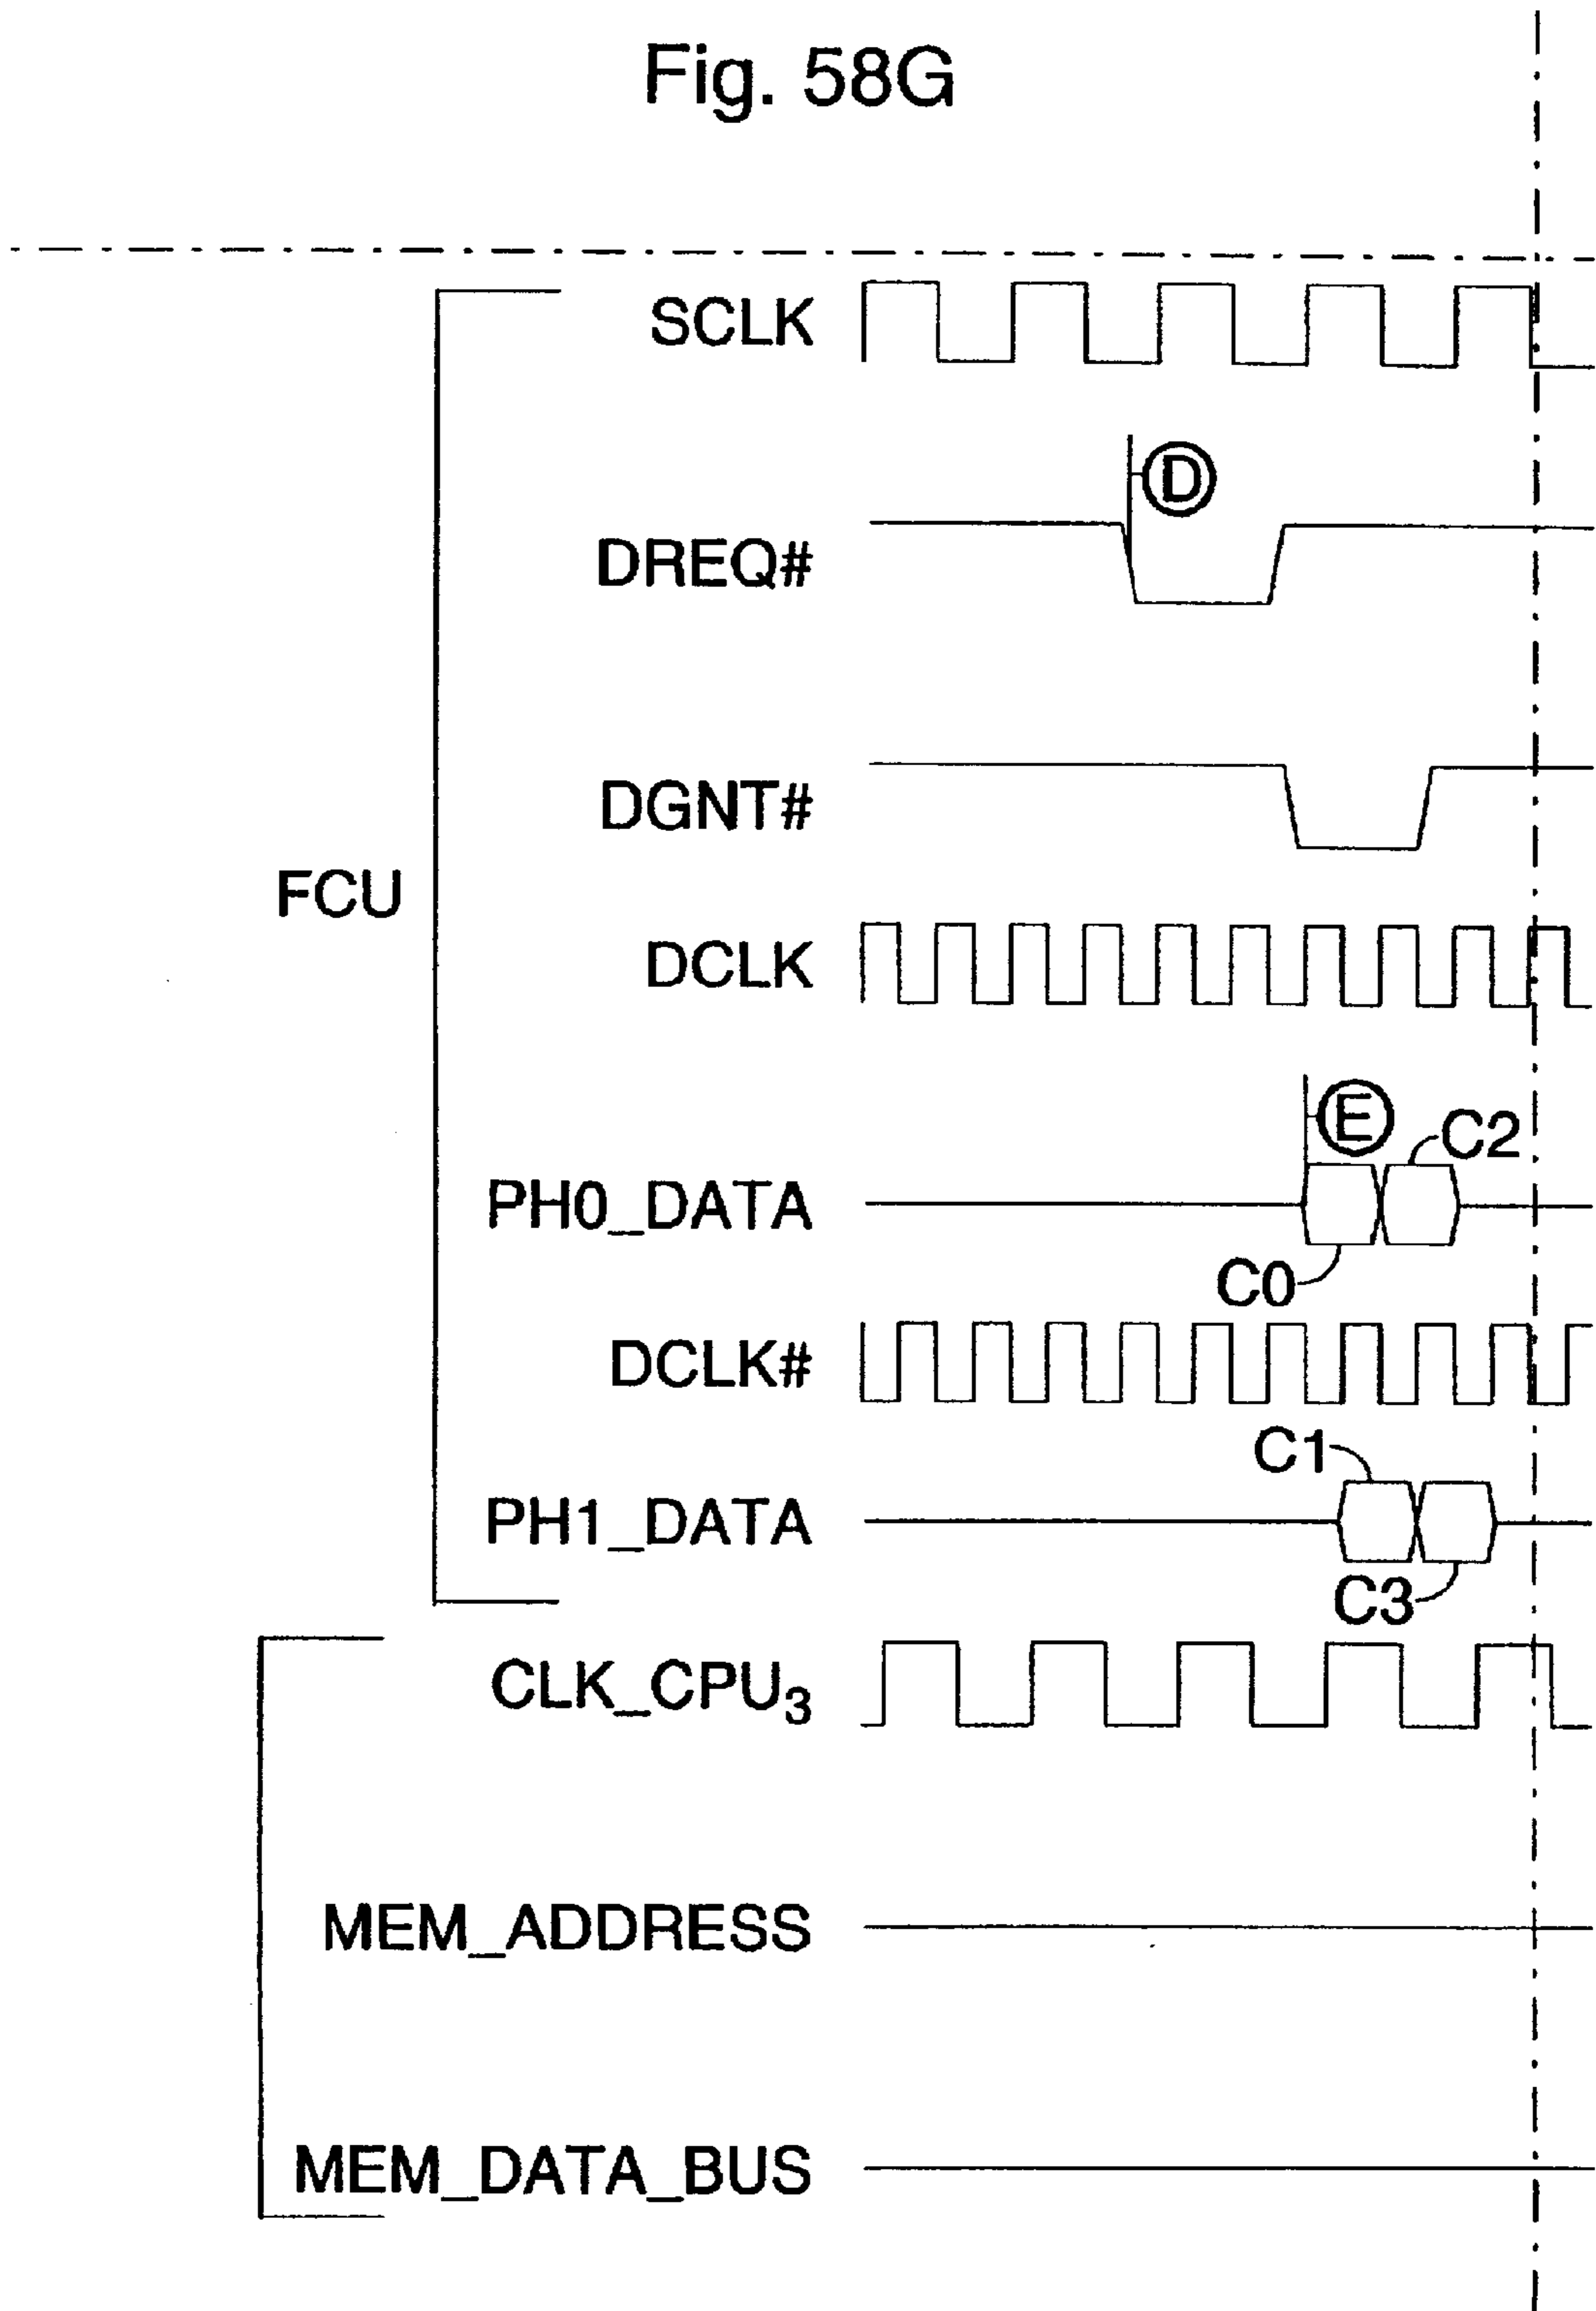 Fig. 58G
SCLK
D
DREQ#
DGNT#
FCU
DCLK
E
C2
PH0_DATA
C0
DCLK#
C1
PH1_DATA
C3
CLK_CPU3
MEM_ADDRESS
MEM_DATA_BUS